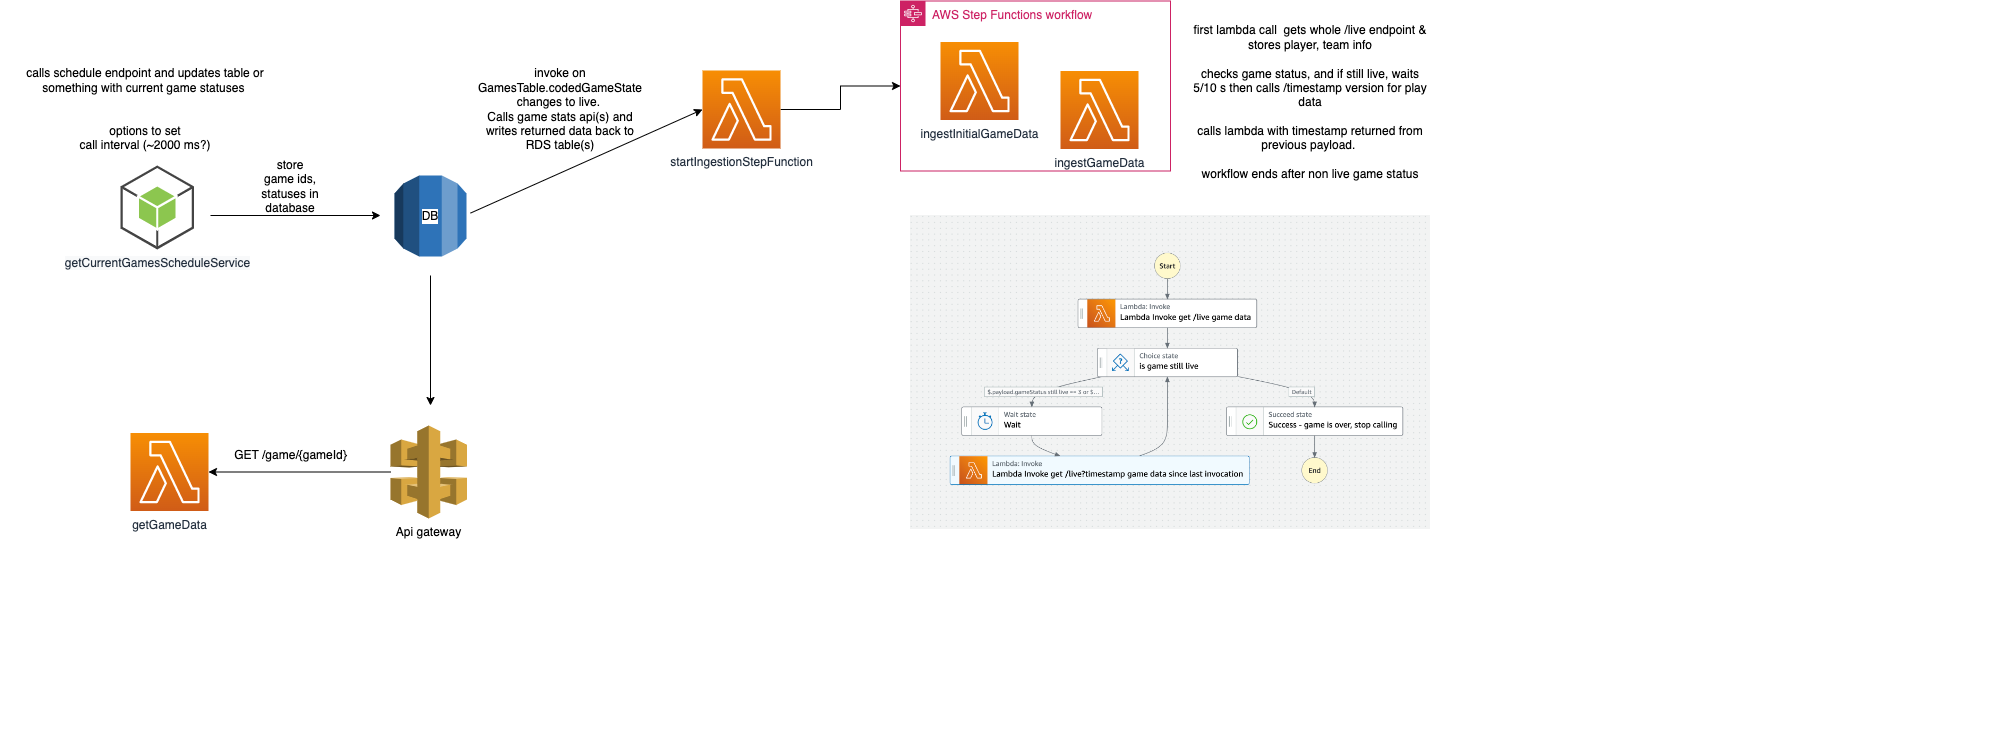 calls schedule endpoint and updates table or
something with current game statuses
options to set
call interval (~2000 ms?)
getCurrentGamesScheduleService
store
game ids,
statuses in
database
DB
invoke on
GamesTable.codedGameState
changes to live.
Calls game stats api(s) and
writes returned data back to
RDS table(s)
startIngestionStepFunction
AWS Step Functions workflow
ingestInitialGameData
ingestGameData
first lambda call gets whole /live endpoint &
stores player, team info
checks game status, and if still live, waits
5/10 s then calls /timestamp version for play
data
calls lambda with timestamp returned from
previous payload.
workflow ends after non live game status
GET /game/{gameId}
getGameData
Api gateway
Start
Lambda: Invoke
Lambda Invoke get /live game data
Choice state
is game still live
$.payload.gameStatus still live == S or $...
Default
Wait state
Wait
Succeed state
Success - game is over, stop calling
Lambda: Invoke
Lambda Invoke get /live?timestamp game data since last invocation
End